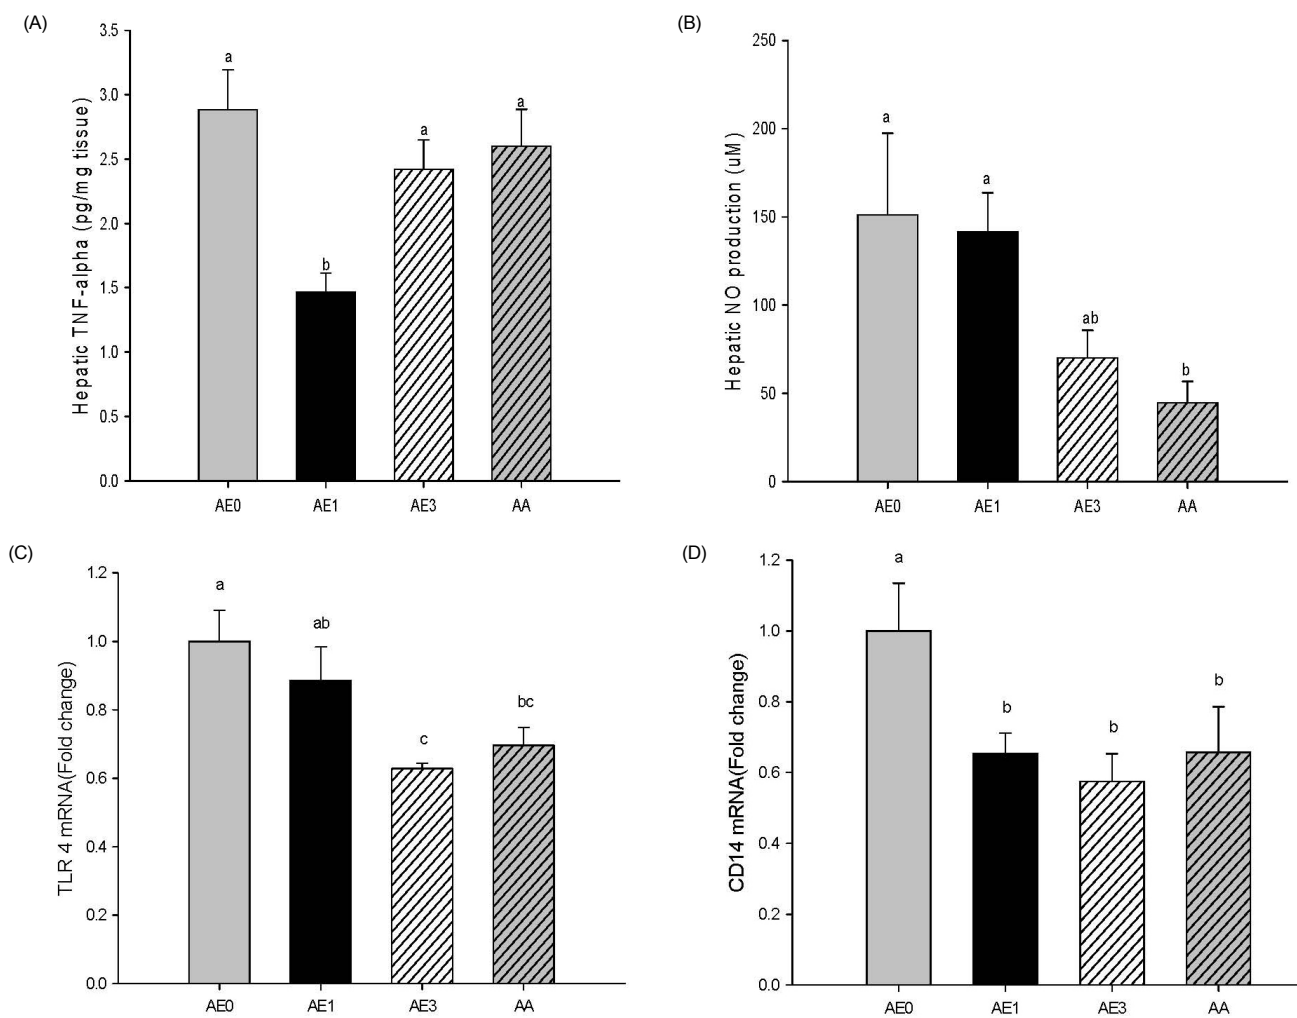 (A)
Hepatic TNF-alpha (pg/mg tissue)
3.5
3.0
2.5
2.0
1.5
1.0
0.5
0.0
a
b
a
a
AE0 AE1 AE3 AA
(B)
Hepatic NO production (uM)
250
200
150
100
50
0
a
a
ab
b
AE0 AE1 AE3 AA
(C)
TLR 4 mRNA(Fold change)
1.2
1.0
0.8
0.6
0.4
0.2
0.0
a
ab
c
bc
AE0 AE1 AE3 AA
(D)
CD14 mRNA(Fold change)
1.2
1.0
0.8
0.6
0.4
0.2
0.0
a
b
b
b
AE0 AE1 AE3 AA